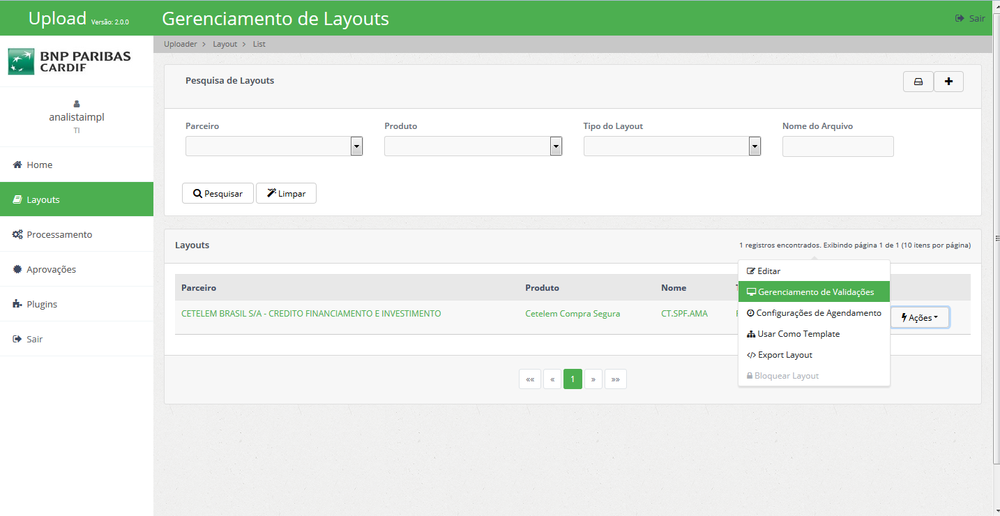 Upload Versão: 2.0.0
Gerenciamento de Layouts
Sair
Uploader > Layout > List
BNP PARIBAS
CARDIF
analistaimpl
TI
Home
Layouts
Processamento
Aprovações
Plugins
Sair
Pesquisa de Layouts
Parceiro Produto Tipo do Layout Nome do Arquivo
Pesquisar Limpar
Layouts
1 registros encontrados. Exibindo página 1 de 1 (10 itens por página)
Parceiro Produto Nome
CETELEM BRASIL S/A - CREDITO FINANCIAMENTO E INVESTIMENTO Cetelem Compra Segura CT.SPF.AMA
Ações
Editar
Gerenciamento de Validações
Configurações de Agendamento
Usar Como Template
Export Layout
Bloquear Layout
«« « 1 » »»